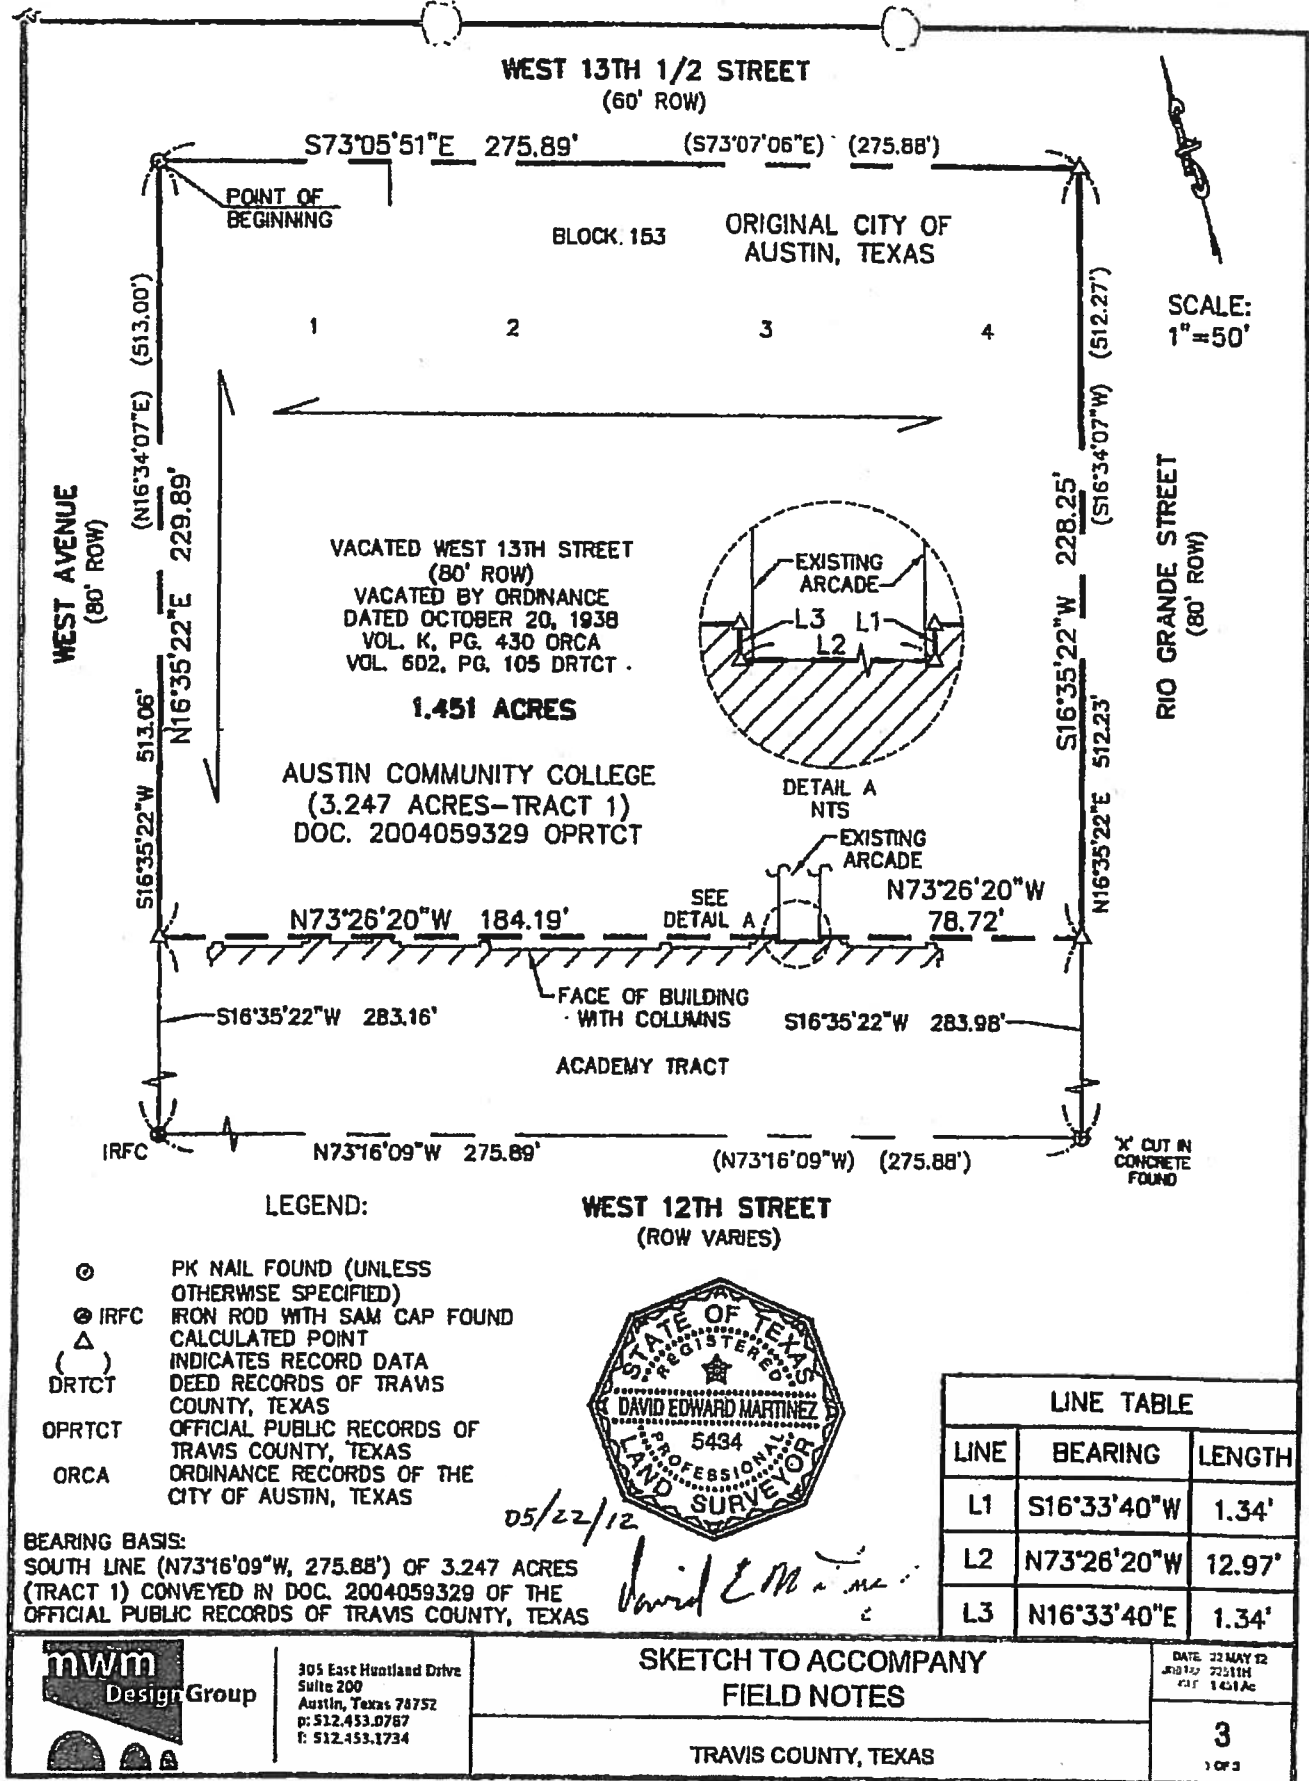 WEST 13TH 1/2 STREET
(60' ROW)
S73°05'51"E 275.89' (S73°07'06"E) (275.88')
POINT OF
BEGINNING
BLOCK 153
ORIGINAL CITY OF
AUSTIN, TEXAS
SCALE:
1"=50'
1 2 3 4
(N16°34'07"E) (513.00')
N16°35'22"E 229.89'
S16°35'22"W 513.06'
WEST AVENUE
(80' ROW)
(S16°34'07"W) (512.27')
S16°35'22"W 228.25'
N16°35'22"E 512.23'
RIO GRANDE STREET
(80' ROW)
VACATED WEST 13TH STREET
(80' ROW)
VACATED BY ORDINANCE
DATED OCTOBER 20, 1938
VOL. K, PG. 430 ORCA
VOL. 602, PG. 105 DRTCT
1.451 ACRES
AUSTIN COMMUNITY COLLEGE
(3.247 ACRES-TRACT 1)
DOC. 2004059329 OPRTCT
EXISTING
ARCADE
L3 L1
L2
DETAIL A
NTS
EXISTING
ARCADE
SEE
DETAIL A
N73°26'20"W
78.72'
N73°26'20"W 184.19'
FACE OF BUILDING
WITH COLUMNS
S16°35'22"W 283.16'
S16°35'22"W 283.98'
ACADEMY TRACT
IRFC
N73°16'09"W 275.89'
(N73°16'09"W) (275.88')
'X' CUT IN
CONCRETE
FOUND
WEST 12TH STREET
(ROW VARIES)
LEGEND:
PK NAIL FOUND (UNLESS
OTHERWISE SPECIFIED)
IRFC IRON ROD WITH SAM CAP FOUND
CALCULATED POINT
( ) INDICATES RECORD DATA
DRTCT DEED RECORDS OF TRAVIS
COUNTY, TEXAS
OPRTCT OFFICIAL PUBLIC RECORDS OF
TRAVIS COUNTY, TEXAS
ORCA ORDINANCE RECORDS OF THE
CITY OF AUSTIN, TEXAS
STATE OF TEXAS
REGISTERED
DAVID EDWARD MARTINEZ
5434
PROFESSIONAL
LAND SURVEYOR
05/22/12
David E M
BEARING BASIS:
SOUTH LINE (N73°16'09"W, 275.88') OF 3.247 ACRES
(TRACT 1) CONVEYED IN DOC. 2004059329 OF THE
OFFICIAL PUBLIC RECORDS OF TRAVIS COUNTY, TEXAS
LINE TABLE
LINE BEARING LENGTH
L1 S16°33'40"W 1.34'
L2 N73°26'20"W 12.97'
L3 N16°33'40"E 1.34'
mwm
DesignGroup
305 East Huntland Drive
Suite 200
Austin, Texas 78752
p: 512.453.0767
f: 512.453.1734
SKETCH TO ACCOMPANY
FIELD NOTES
TRAVIS COUNTY, TEXAS
DATE 22 MAY 12
3